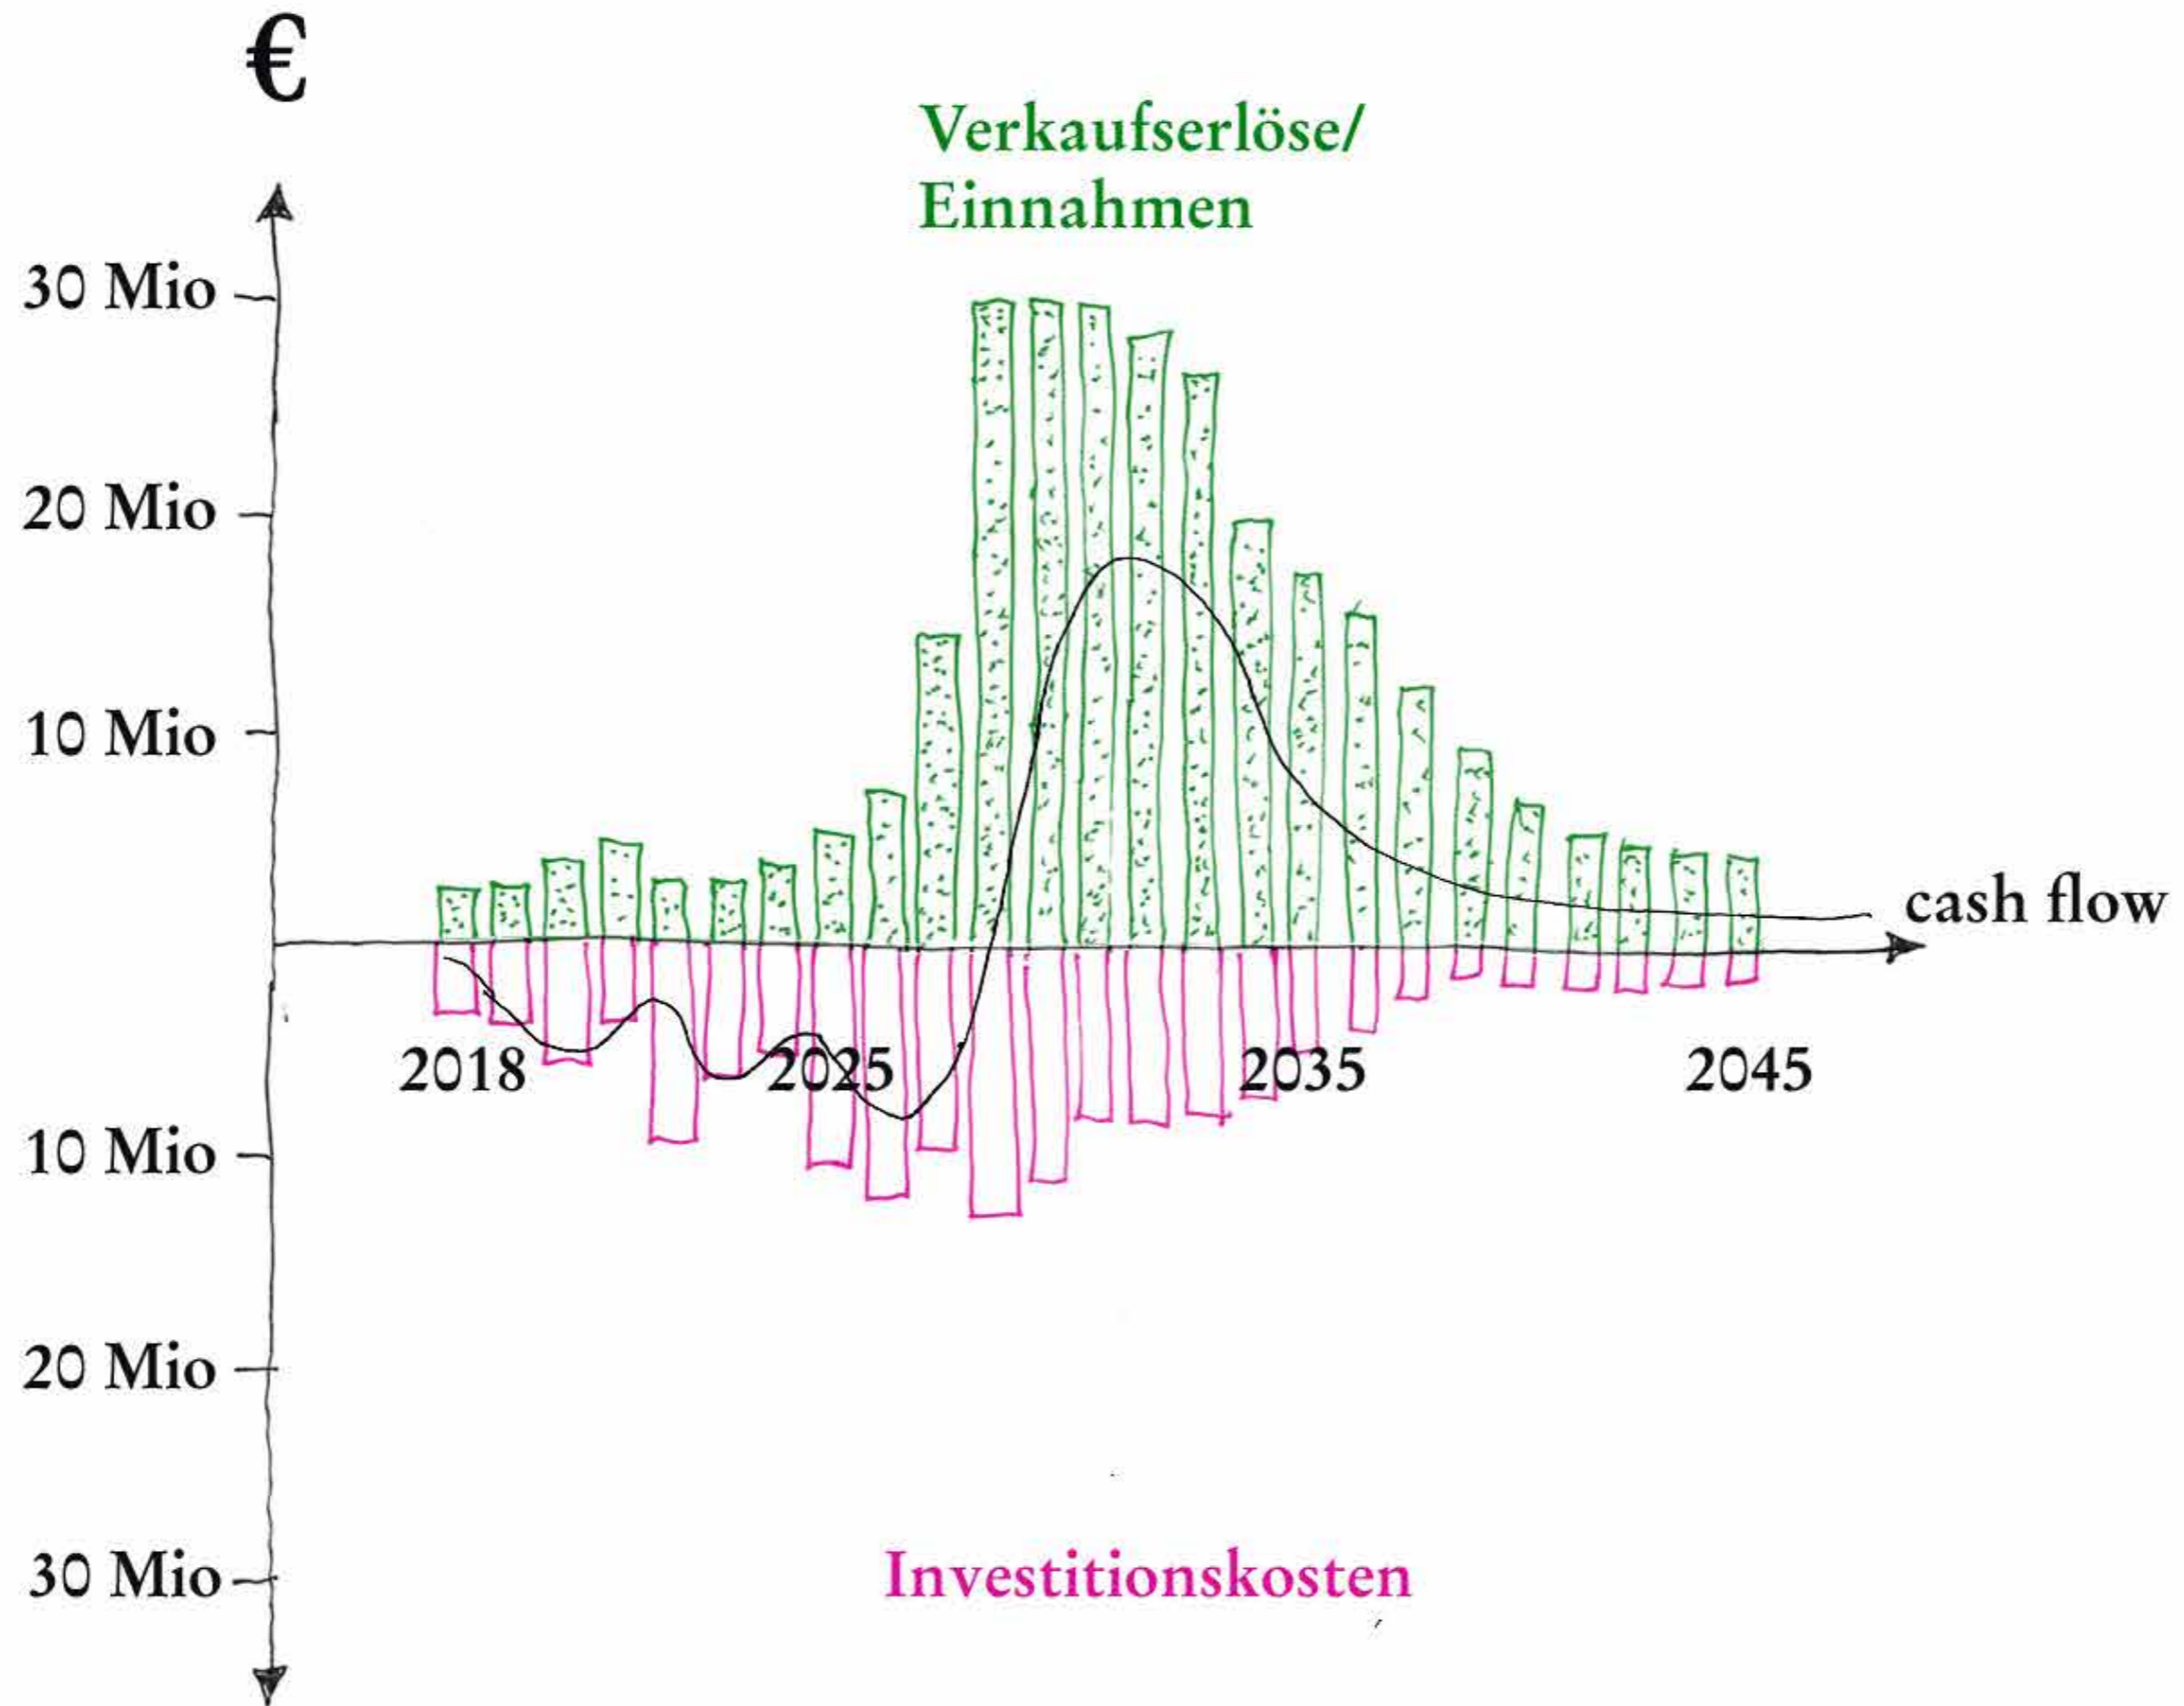 €
Verkaufserlöse/
Einnahmen
30 Mio
20 Mio
10 Mio
cash flow
2018
2025
2035
2045
10 Mio
20 Mio
30 Mio
Investitionskosten